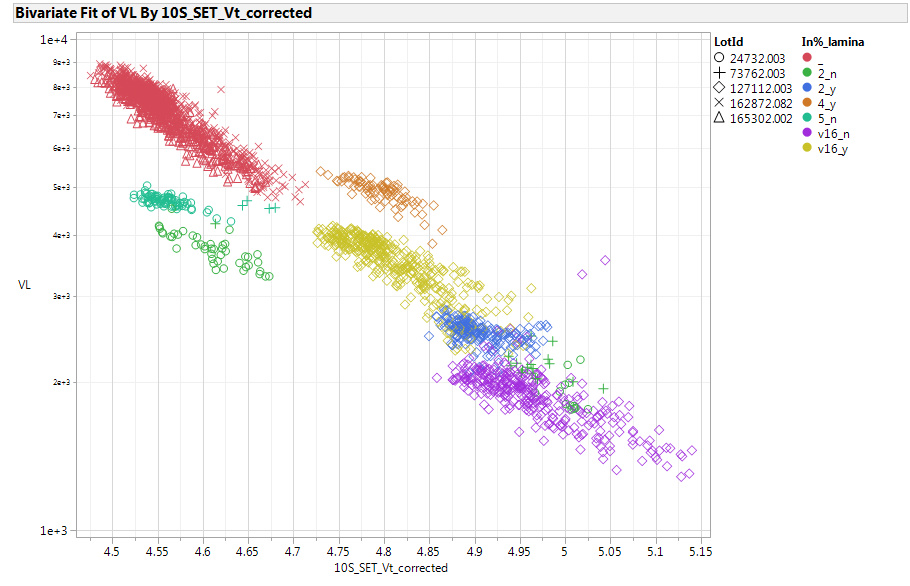 Bivariate Fit of VL By 10S_SET_Vt_corrected
1e+4
9e+3
8e+3
7e+3
6e+3
5e+3
4e+3
3e+3
2e+3
1e+3
VL
4.5 4.55 4.6 4.65 4.7 4.75 4.8 4.85 4.9 4.95 5 5.05 5.1 5.15
10S_SET_Vt_corrected
LotId
24732.003
73762.003
127112.003
162872.082
165302.002
In%_lamina
_
2_n
2_y
4_y
5_n
v16_n
v16_y